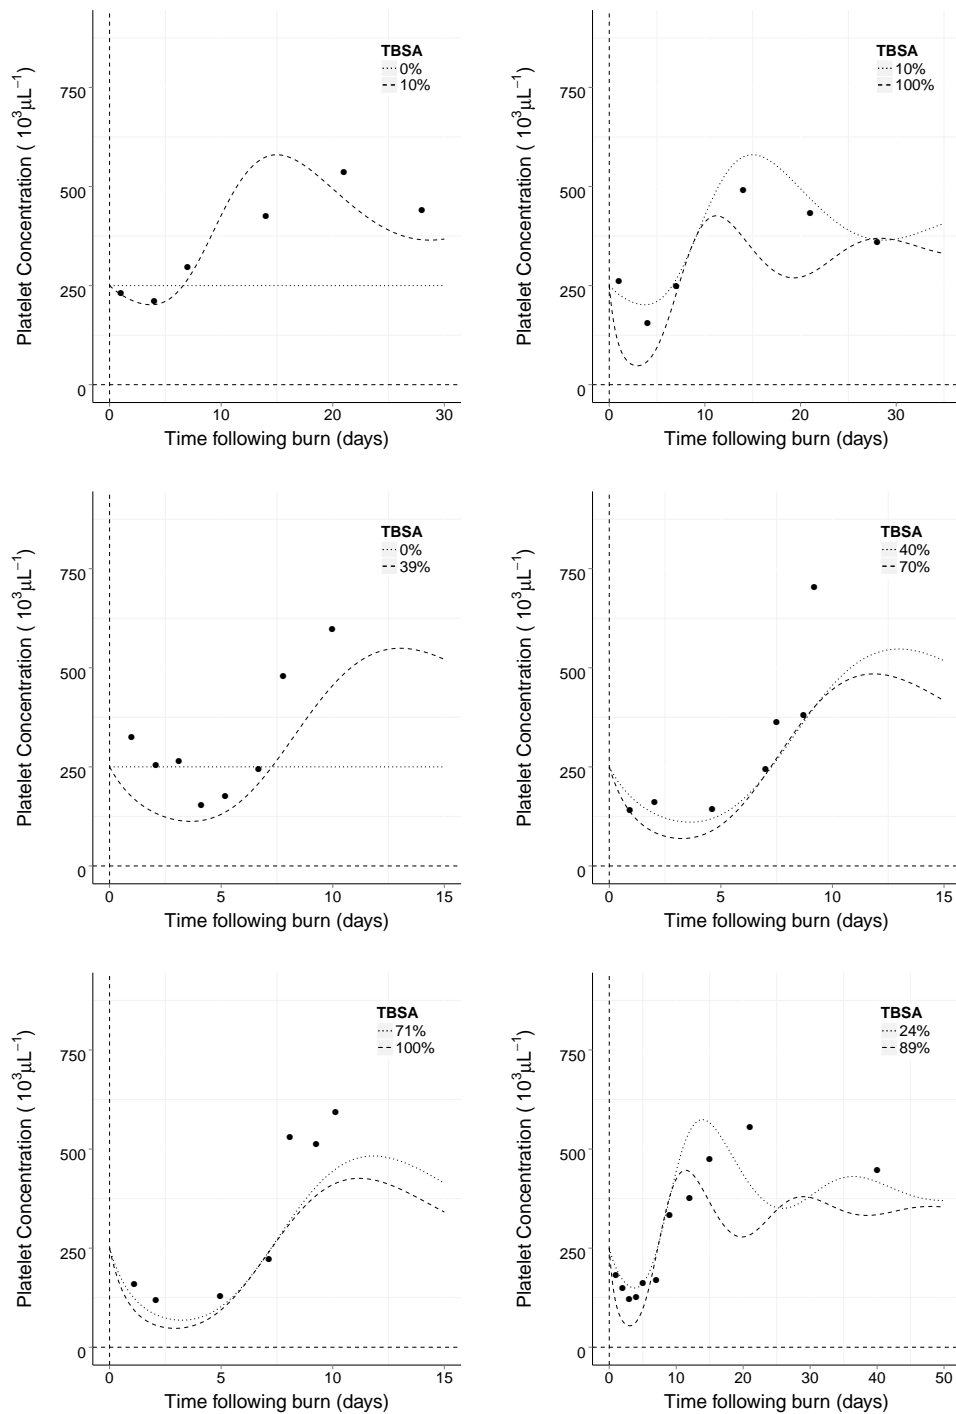 TBSA
0%
10%
750
500
250
0
0 10 20 30
Time following burn (days)
Platelet Concentration ( 10³μL⁻¹)
TBSA
10%
100%
750
500
250
0
0 10 20 30
Time following burn (days)
Platelet Concentration ( 10³μL⁻¹)
TBSA
0%
39%
750
500
250
0
0 5 10 15
Time following burn (days)
Platelet Concentration ( 10³μL⁻¹)
TBSA
40%
70%
750
500
250
0
0 5 10 15
Time following burn (days)
Platelet Concentration ( 10³μL⁻¹)
TBSA
71%
100%
750
500
250
0
0 5 10 15
Time following burn (days)
Platelet Concentration ( 10³μL⁻¹)
TBSA
24%
89%
750
500
250
0
0 10 20 30 40 50
Time following burn (days)
Platelet Concentration ( 10³μL⁻¹)